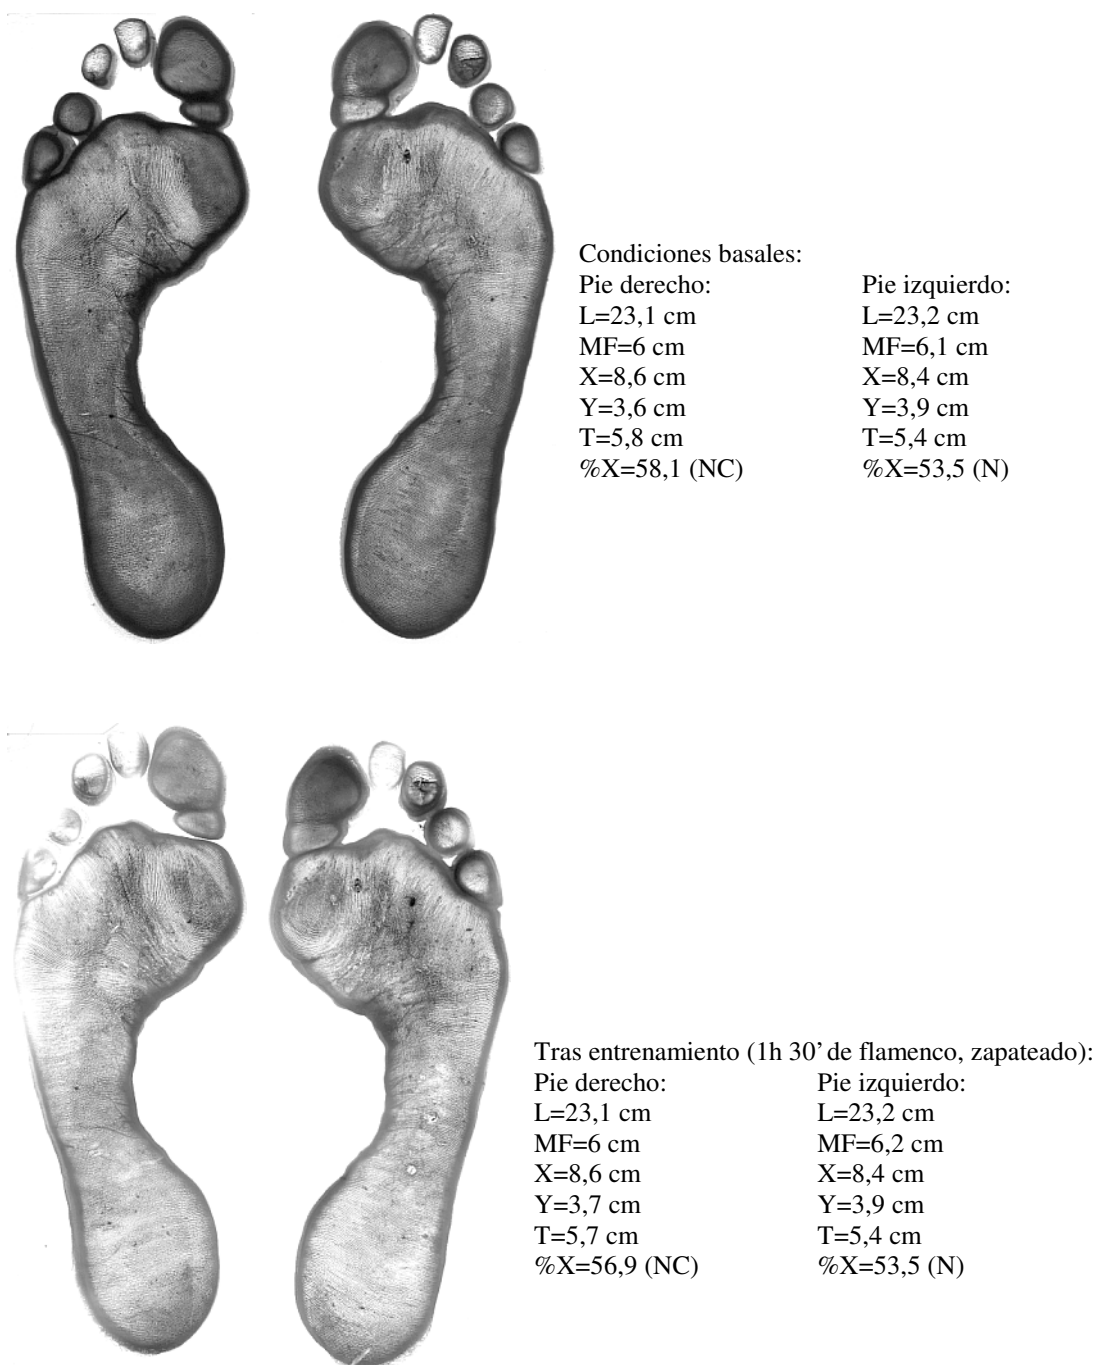 Condiciones basales:
Pie derecho: Pie izquierdo:
L=23,1 cm L=23,2 cm
MF=6 cm MF=6,1 cm
X=8,6 cm X=8,4 cm
Y=3,6 cm Y=3,9 cm
T=5,8 cm T=5,4 cm
%X=58,1 (NC) %X=53,5 (N)
Tras entrenamiento (1h 30’ de flamenco, zapateado):
Pie derecho: Pie izquierdo:
L=23,1 cm L=23,2 cm
MF=6 cm MF=6,2 cm
X=8,6 cm X=8,4 cm
Y=3,7 cm Y=3,9 cm
T=5,7 cm T=5,4 cm
%X=56,9 (NC) %X=53,5 (N)